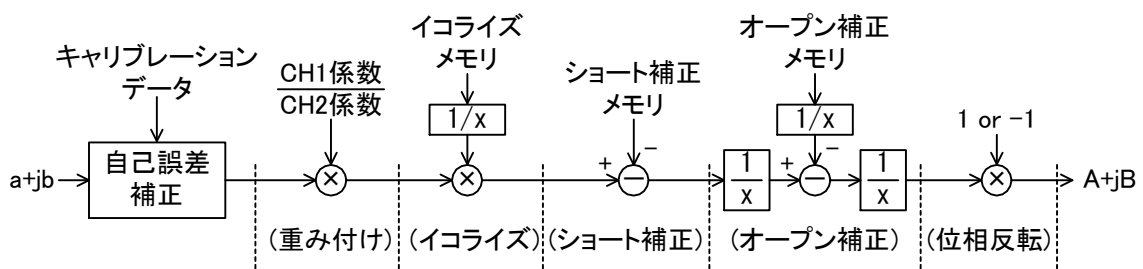 キャリブレーション
データ
CH1係数
CH2係数
イコライズ
メモリ
1/x
ショート補正
メモリ
オープン補正
メモリ
1/x
1 or −1
a+jb
自己誤差
補正
×
×
+
−
−
1
x
+
−
−
1
x
×
A+jB
(重み付け)
(イコライズ)
(ショート補正)
(オープン補正)
(位相反転)